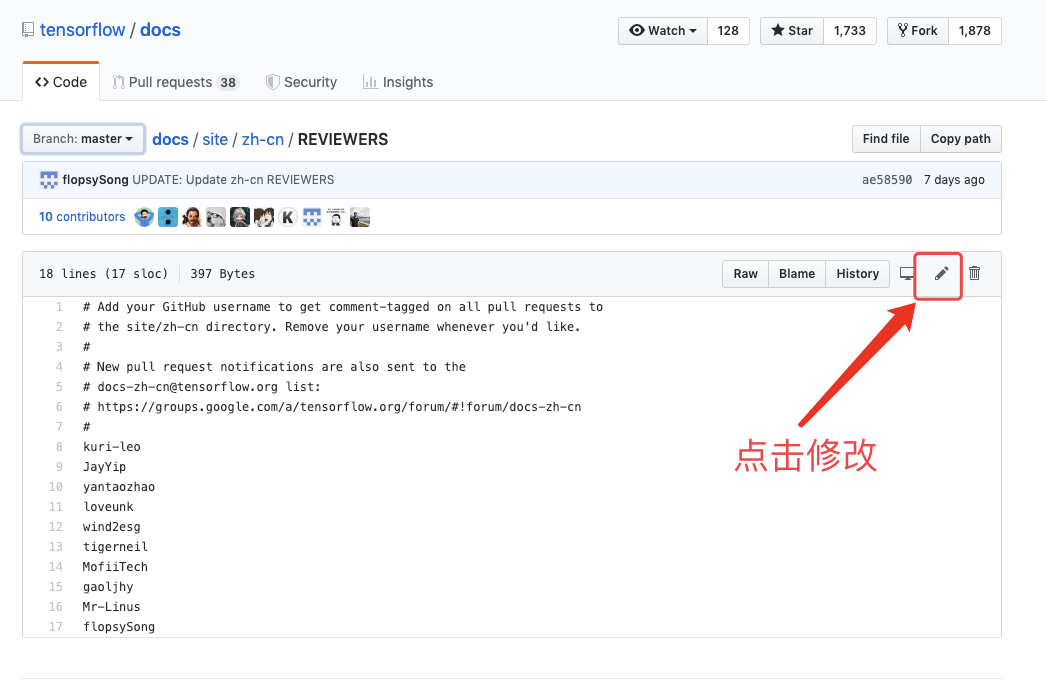 tensorflow / docs
Watch 128 Star 1,733 Fork 1,878
Code Pull requests 38 Security Insights
Branch: master docs / site / zh-cn / REVIEWERS Find file Copy path
flopsySong UPDATE: Update zh-cn REVIEWERS ae58590 7 days ago
10 contributors K
18 lines (17 sloc) 397 Bytes Raw Blame History
1 # Add your GitHub username to get comment-tagged on all pull requests to
2 # the site/zh-cn directory. Remove your username whenever you'd like.
3 #
4 # New pull request notifications are also sent to the
5 # docs-zh-cn@tensorflow.org list:
6 # https://groups.google.com/a/tensorflow.org/forum/#!forum/docs-zh-cn
7 #
8 kuri-leo
9 JayYip
10 yantaozhao
11 loveunk
12 wind2esg
13 tigerneil
14 MofiiTech
15 gaoljhy
16 Mr-Linus
17 flopsySong
点击修改